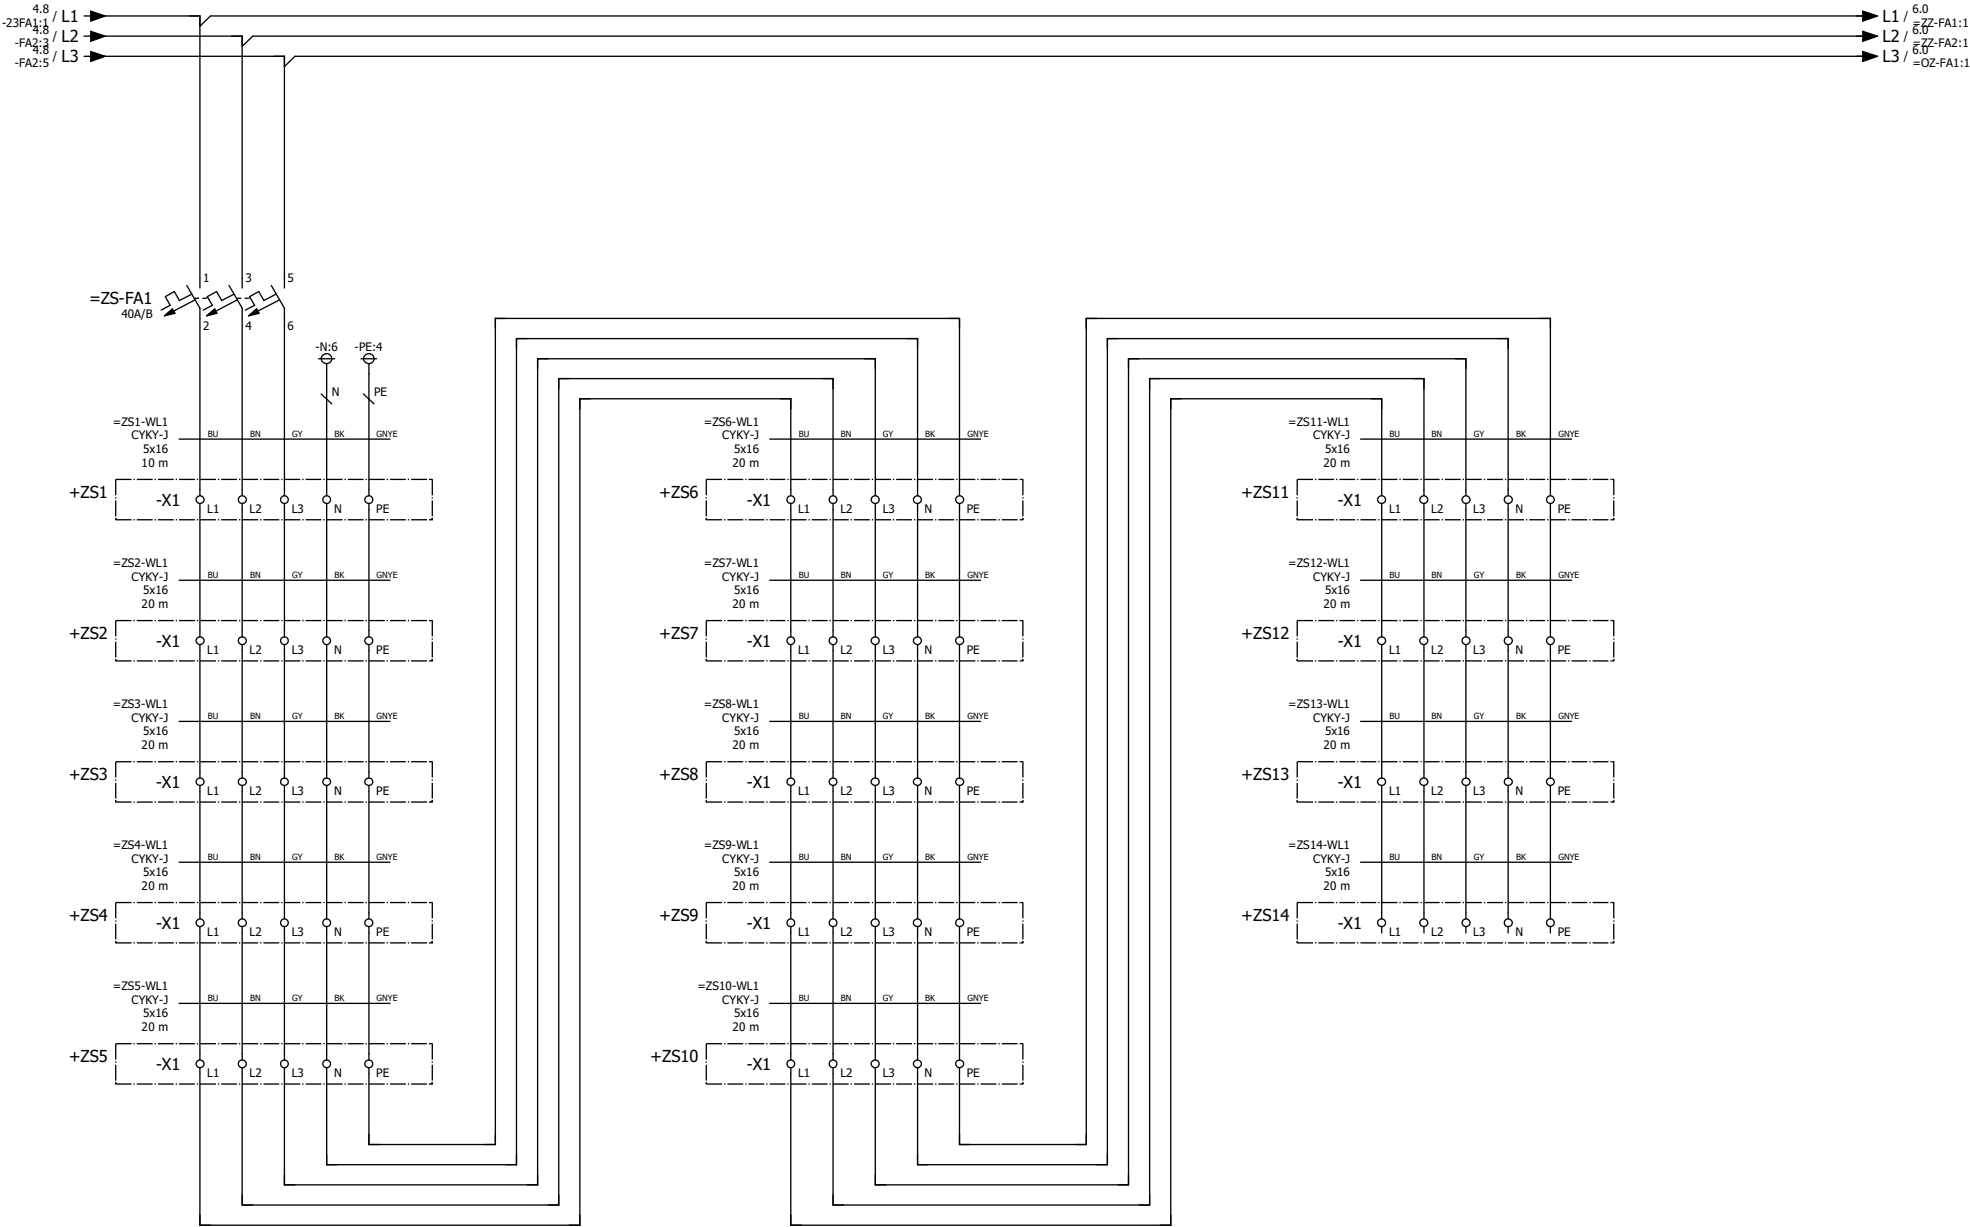 4.8
-23FA1:1 / L1
4.8
-FA2:3 / L2
4.8
-FA2:5 / L3
L1 / 6.0
=ZZ-FA1:1
L2 / 6.0
=ZZ-FA2:1
L3 / 6.0
=OZ-FA1:1
1 3 5
=ZS-FA1
40A/B
2 4 6
-N:6 -PE:4
N PE
=ZS1-WL1
CYKY-J BU BN GY BK GNYE
5x16
10 m
+ZS1 -X1 L1 L2 L3 N PE
=ZS2-WL1
CYKY-J BU BN GY BK GNYE
5x16
20 m
+ZS2 -X1 L1 L2 L3 N PE
=ZS3-WL1
CYKY-J BU BN GY BK GNYE
5x16
20 m
+ZS3 -X1 L1 L2 L3 N PE
=ZS4-WL1
CYKY-J BU BN GY BK GNYE
5x16
20 m
+ZS4 -X1 L1 L2 L3 N PE
=ZS5-WL1
CYKY-J BU BN GY BK GNYE
5x16
20 m
+ZS5 -X1 L1 L2 L3 N PE
=ZS6-WL1
CYKY-J BU BN GY BK GNYE
5x16
20 m
+ZS6 -X1 L1 L2 L3 N PE
=ZS7-WL1
CYKY-J BU BN GY BK GNYE
5x16
20 m
+ZS7 -X1 L1 L2 L3 N PE
=ZS8-WL1
CYKY-J BU BN GY BK GNYE
5x16
20 m
+ZS8 -X1 L1 L2 L3 N PE
=ZS9-WL1
CYKY-J BU BN GY BK GNYE
5x16
20 m
+ZS9 -X1 L1 L2 L3 N PE
=ZS10-WL1
CYKY-J BU BN GY BK GNYE
5x16
20 m
+ZS10 -X1 L1 L2 L3 N PE
=ZS11-WL1
CYKY-J BU BN GY BK GNYE
5x16
20 m
+ZS11 -X1 L1 L2 L3 N PE
=ZS12-WL1
CYKY-J BU BN GY BK GNYE
5x16
20 m
+ZS12 -X1 L1 L2 L3 N PE
=ZS13-WL1
CYKY-J BU BN GY BK GNYE
5x16
20 m
+ZS13 -X1 L1 L2 L3 N PE
=ZS14-WL1
CYKY-J BU BN GY BK GNYE
5x16
20 m
+ZS14 -X1 L1 L2 L3 N PE